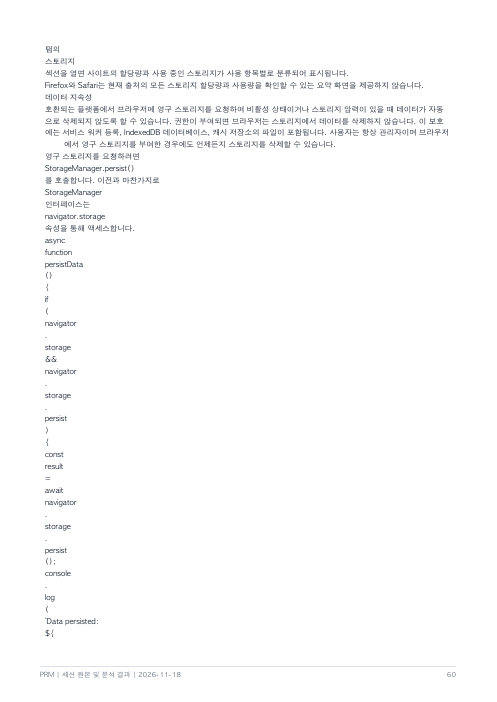 탭의
스토리지
섹션을 열면 사이트의 할당량과 사용 중인 스토리지가 사용 항목별로 분류되어 표시됩니다.
Firefox와 Safari는 현재 출처의 모든 스토리지 할당량과 사용량을 확인할 수 있는 요약 화면을 제공하지 않습니다.
데이터 지속성
호환되는 플랫폼에서 브라우저에 영구 스토리지를 요청하여 비활성 상태이거나 스토리지 압력이 있을 때 데이터가 자동
으로 삭제되지 않도록 할 수 있습니다. 권한이 부여되면 브라우저는 스토리지에서 데이터를 삭제하지 않습니다. 이 보호
에는 서비스 워커 등록, IndexedDB 데이터베이스, 캐시 저장소의 파일이 포함됩니다. 사용자는 항상 관리자이며 브라우저
에서 영구 스토리지를 부여한 경우에도 언제든지 스토리지를 삭제할 수 있습니다.
영구 스토리지를 요청하려면
StorageManager.persist()
를 호출합니다. 이전과 마찬가지로
StorageManager
인터페이스는
navigator.storage
속성을 통해 액세스합니다.
async
function
persistData
()
{
if
(
navigator
.
storage
&&
navigator
.
storage
.
persist
)
{
const
result
=
await
navigator
.
storage
.
persist
();
console
.
log
(
`Data persisted:
${
PRM | 세션 원본 및 분석 결과 | 2026-11-18
60